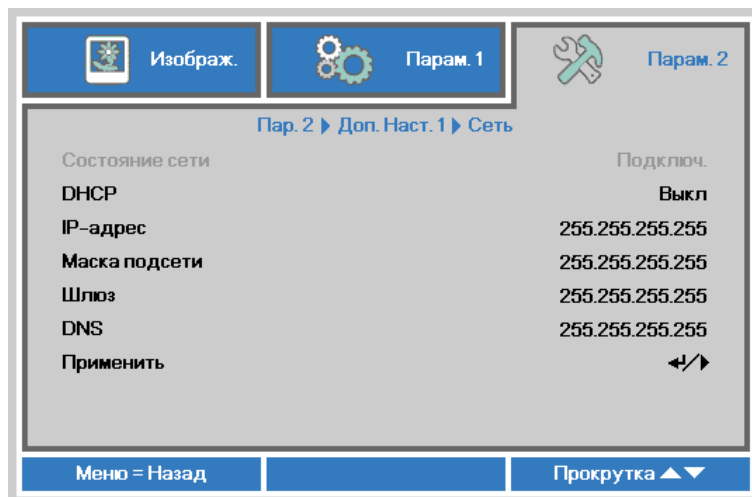 Изображ. Парам. 1 Парам. 2
Пар. 2 Доп. Наст. 1 Сеть
Состояние сети Подключ.
DHCP Выкл
IP-адрес 255.255.255.255
Маска подсети 255.255.255.255
Шлюз 255.255.255.255
DNS 255.255.255.255
Применить
Меню = Назад Прокрутка